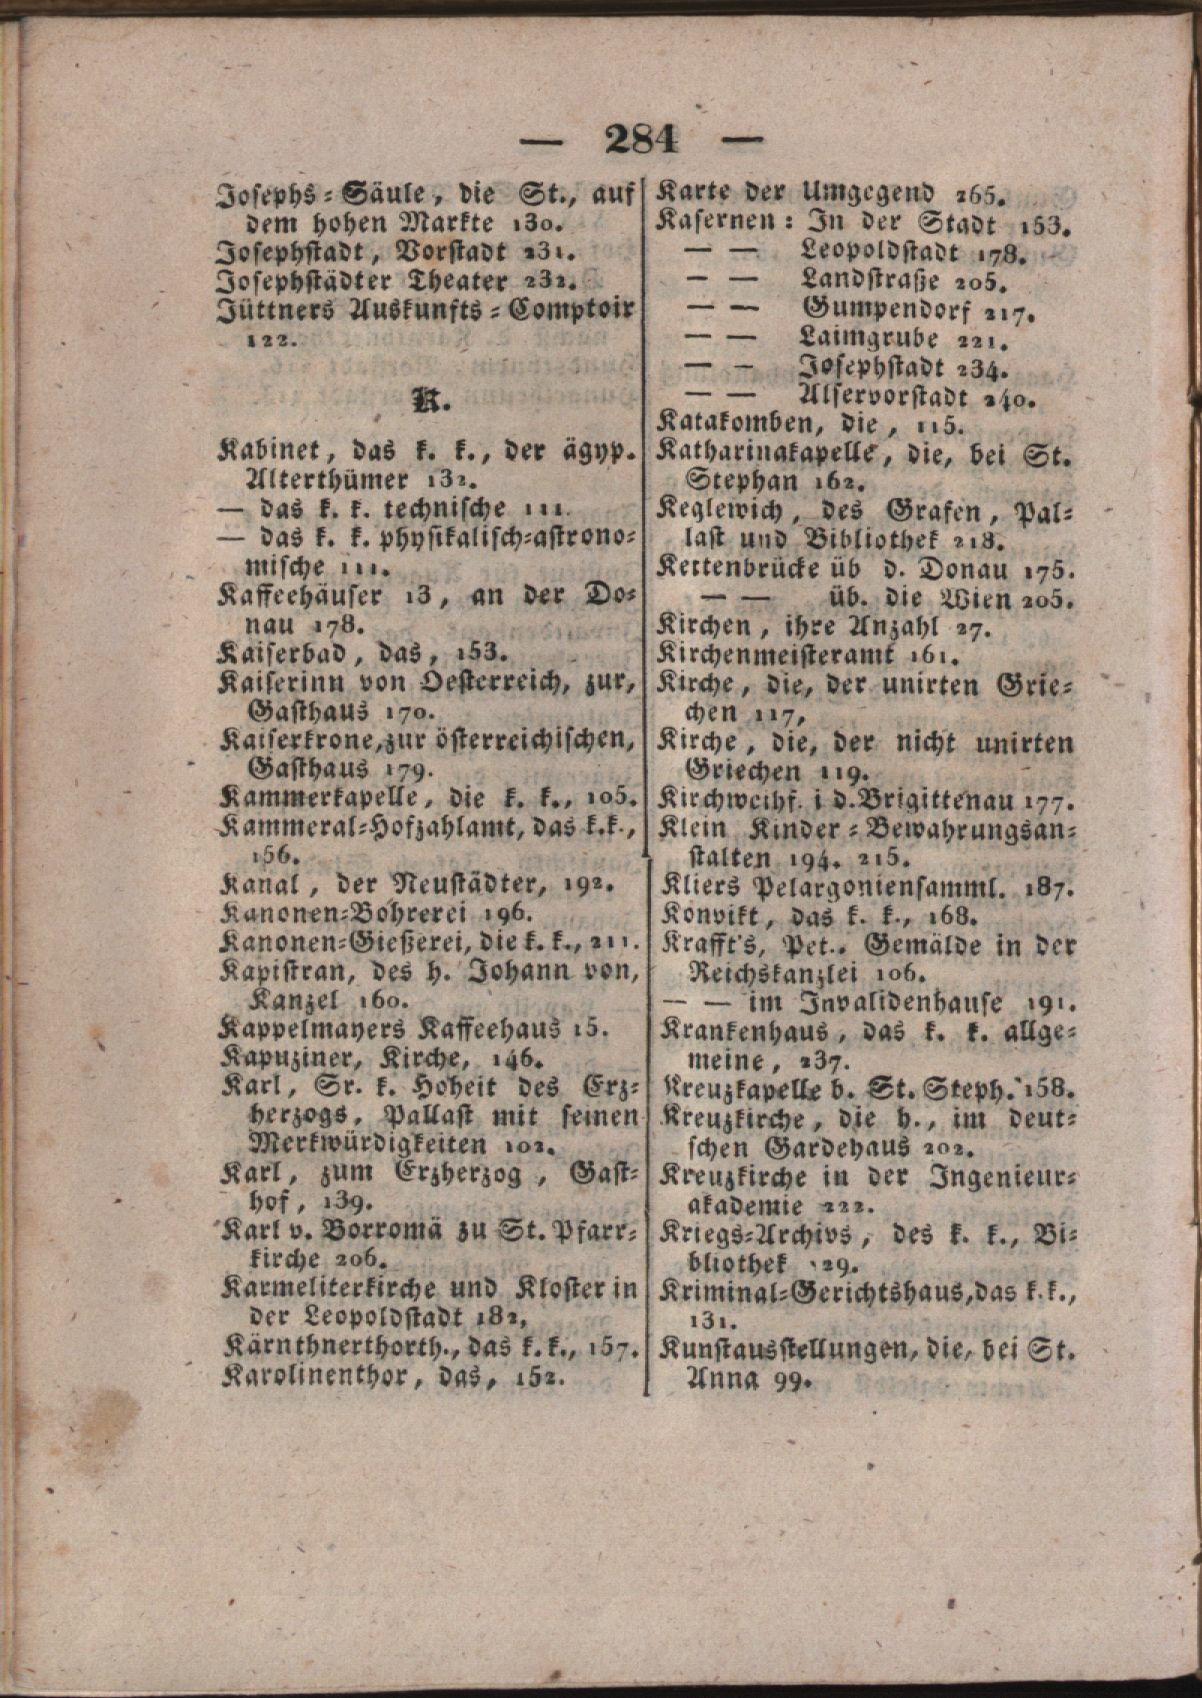 — 284 —
Josephs-Säule, die St., auf
dem hohen Markte 130.
Josephstadt, Vorstadt 231.
Josephstädter Theater 232.
Jüttners Auskunfts-Comptoir
122.
K.
Kabinet, das k. k., der ägyp.
Alterthümer 132.
— das k. k. technische 111.
— das k. k. physikalisch-astrono-
mische 111.
Kaffeehäuser 13, an der Do-
nau 178.
Kaiserbad, das, 153.
Kaiserinn von Oesterreich, zur,
Gasthaus 170.
Kaiserkrone, zur österreichischen,
Gasthaus 179.
Kammerkapelle, die k. k., 105.
Kammeral-Hofzahlamt, das k.k.,
156.
Kanal, der Neustädter, 192.
Kanonen-Bohrerei 196.
Kanonen-Gießerei, die k. k., 211.
Kapistran, des h. Johann von,
Kanzel 160.
Kappelmayers Kaffeehaus 15.
Kapuziner, Kirche, 146.
Karl, Sr. k. Hoheit des Erz-
herzogs, Pallast mit seinen
Merkwürdigkeiten 102.
Karl, zum Erzherzog, Gast-
hof, 139.
Karl v. Borromä zu St. Pfarr-
kirche 206.
Karmeliterkirche und Kloster in
der Leopoldstadt 182,
Kärnthnerthorth., das k. k., 157.
Karolinenthor, das, 152.
Karte der Umgegend 265.
Kasernen: In der Stadt 153.
— — Leopoldstadt 178.
— — Landstraße 205.
— — Gumpendorf 217.
— — Laimgrube 221.
— — Josephstadt 234.
— — Alservorstadt 240.
Katakomben, die, 115.
Katharinakapelle, die, bei St.
Stephan 162.
Keglewich, des Grafen, Pal-
last und Bibliothek 218.
Kettenbrücke üb d. Donau 175.
— — üb. die Wien 205.
Kirchen, ihre Anzahl 27.
Kirchenmeisteramt 161.
Kirche, die, der unirten Grie-
chen 117,
Kirche, die, der nicht unirten
Griechen 119.
Kirchweihf. i d. Brigittenau 177.
Klein Kinder-Bewahrungsan-
stalten 194. 215.
Kliers Pelargoniensamml. 187.
Konvikt, das k. k., 168.
Krafft's, Pet., Gemälde in der
Reichskanzlei 106.
— — im Invalidenhause 191.
Krankenhaus, das k. k. allge-
meine, 237.
Kreuzkapelle b. St. Steph. 158.
Kreuzkirche, die h., im deut-
schen Gardehaus 202.
Kreuzkirche in der Ingenieur-
akademie 222.
Kriegs-Archivs, des k. k., Bi-
bliothek 129.
Kriminal-Gerichtshaus, das k.k.,
131.
Kunstausstellungen, die, bei St.
Anna 99.